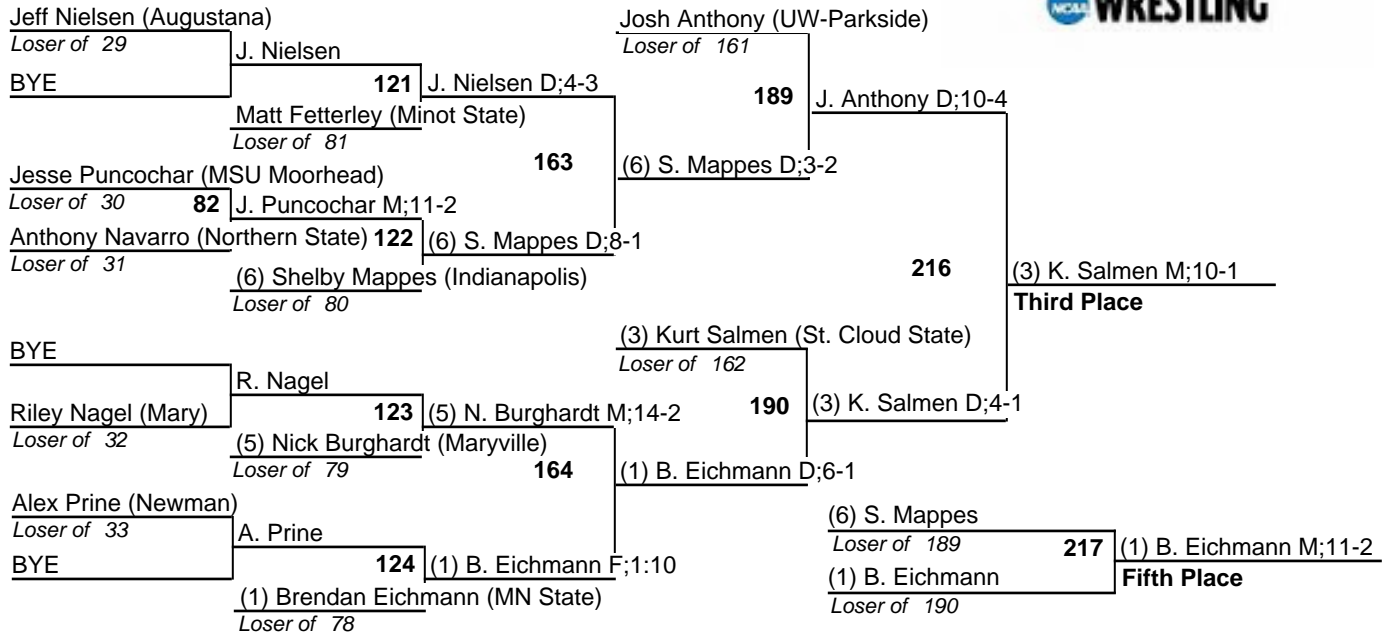 NCAA WRESTLING
Jeff Nielsen (Augustana)
Loser of 29
J. Nielsen
BYE
121 J. Nielsen D;4-3
Matt Fetterley (Minot State)
Loser of 81
163
Jesse Puncochar (MSU Moorhead)
Loser of 30
82 J. Puncochar M;11-2
Anthony Navarro (Northern State)
Loser of 31
122 (6) S. Mappes D;8-1
(6) Shelby Mappes (Indianapolis)
Loser of 80
Josh Anthony (UW-Parkside)
Loser of 161
189 J. Anthony D;10-4
(6) S. Mappes D;3-2
216 (3) K. Salmen M;10-1
Third Place
BYE
R. Nagel
Riley Nagel (Mary)
Loser of 32
123 (5) N. Burghardt M;14-2
(5) Nick Burghardt (Maryville)
Loser of 79
164
Alex Prine (Newman)
Loser of 33
A. Prine
BYE
124 (1) B. Eichmann F;1:10
(1) Brendan Eichmann (MN State)
Loser of 78
(3) Kurt Salmen (St. Cloud State)
Loser of 162
190 (3) K. Salmen D;4-1
(1) B. Eichmann D;6-1
(6) S. Mappes
Loser of 189
217 (1) B. Eichmann M;11-2
(1) B. Eichmann
Fifth Place
Loser of 190